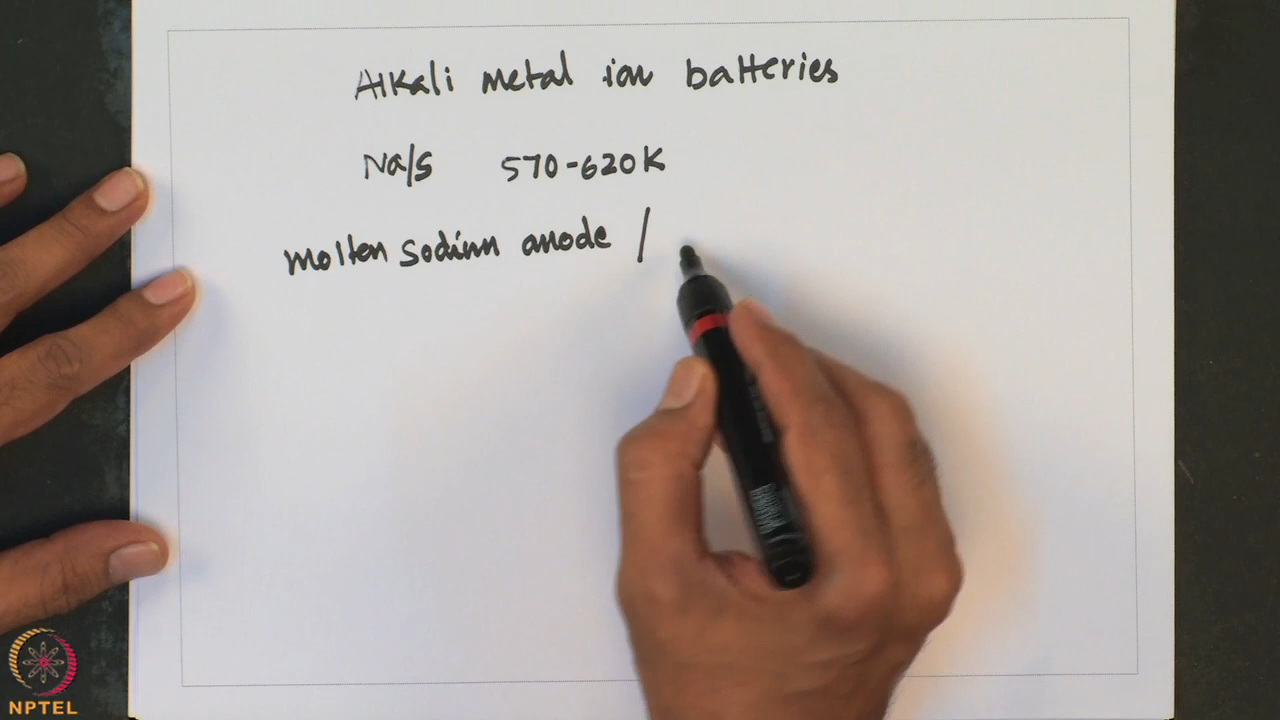 Alkali metal ion batteries
Na/S 570-620K
Molten sodium anode /
NPTEL